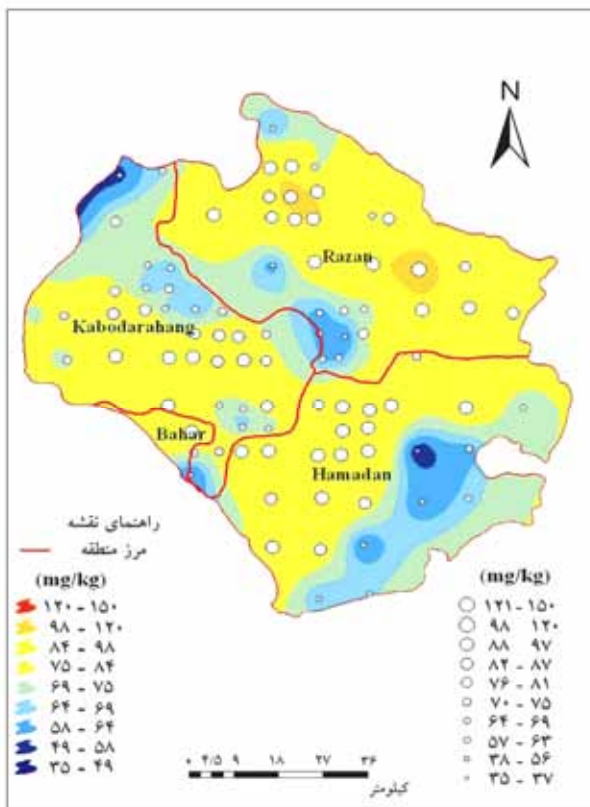 N
Razan
Kabodarahang
Bahar
Hamadan
راهنمای نقشه
مرز منطقه
(mg/kg)
۱۲۰ - ۱۵۰
۹۸ - ۱۲۰
۸۴ - ۹۸
۷۵ - ۸۴
۶۹ - ۷۵
۶۴ - ۶۹
۵۸ - ۶۴
۴۹ - ۵۸
۳۵ - ۴۹
(mg/kg)
۱۲۱ - ۱۵۰
۹۸ ۱۲۰
۸۸ ۹۷
۸۲ - ۸۷
۷۶ - ۸۱
۷۰ - ۷۵
۶۴ - ۶۹
۵۷ - ۶۳
۳۸ - ۵۶
۳۵ - ۳۷
۰ ۴/۵ ۹ ۱۸ ۲۷ ۳۶
کیلومتر